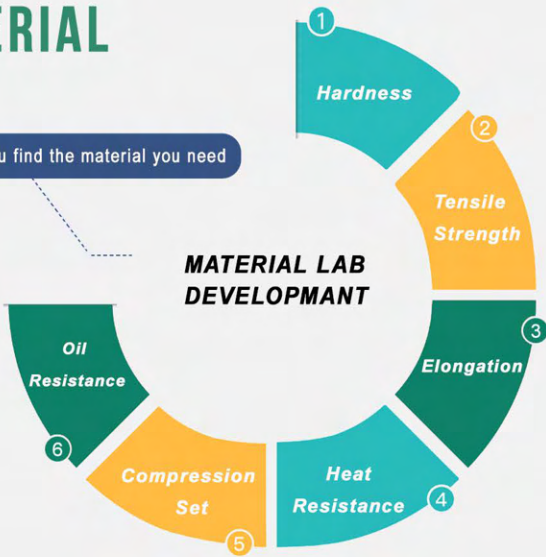 ERIAL
u find the material you need
1
Hardness
2
Tensile
Strength
MATERIAL LAB
DEVELOPMANT
3
Elongation
Oil
Resistance
6
Heat
Resistance
4
Compression
Set
5